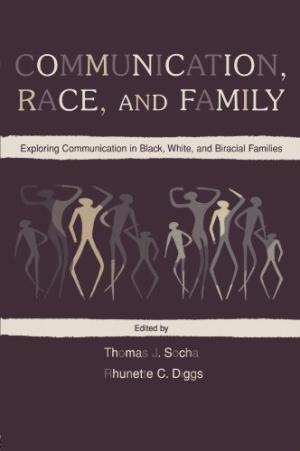 COMMUNICATION,
RACE, AND FAMILY
Exploring Communication in Black, White, and Biracial Families
Edited by
Thomas J. Socha
Rhunette C. Diggs